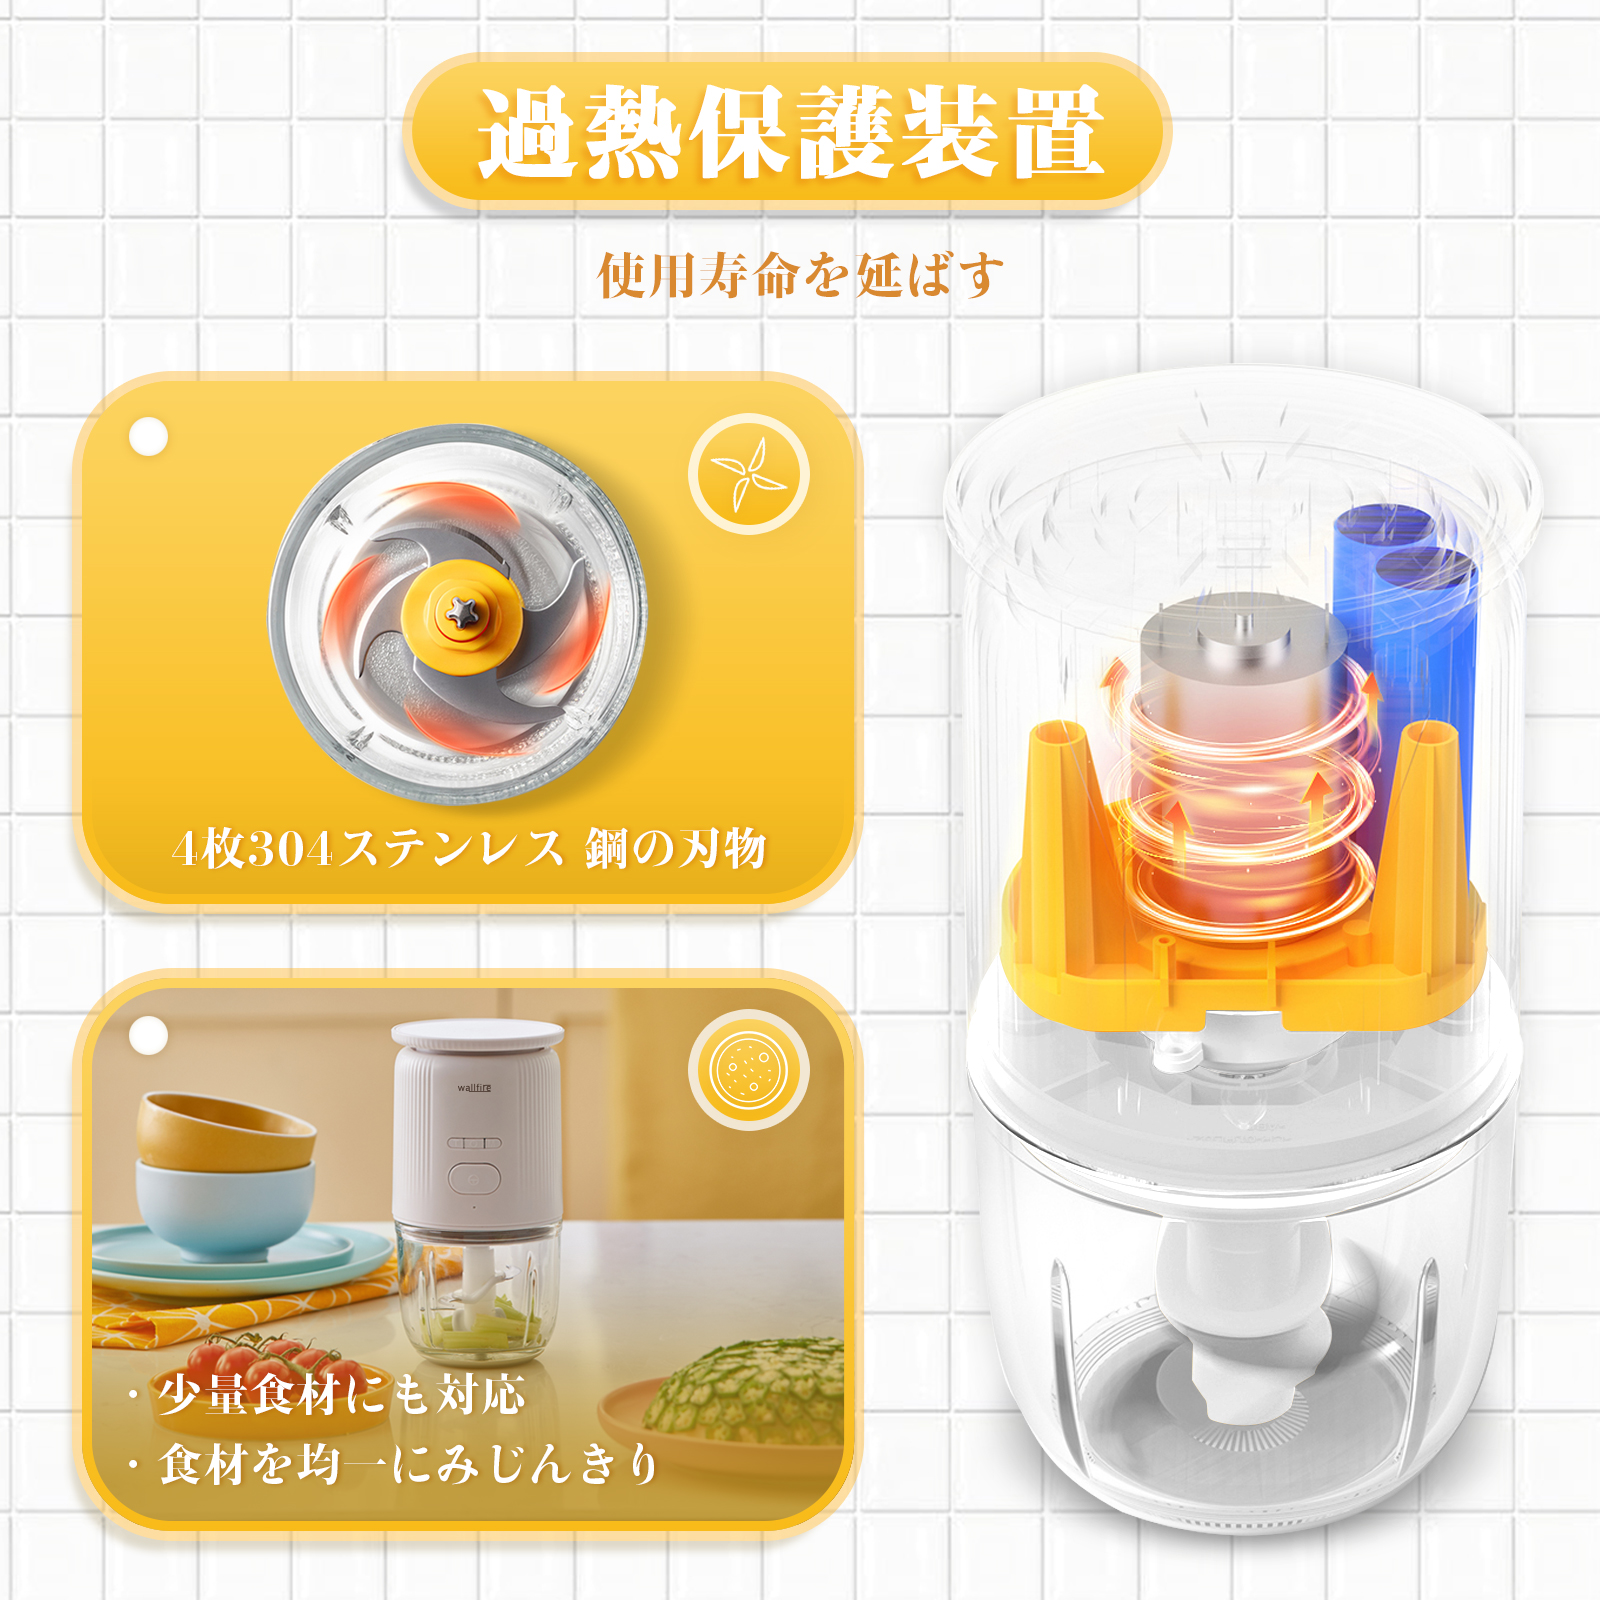 過熱保護装置
使用寿命を延ばす
4枚304ステンレス 鋼の刃物
wallfire
・少量食材にも対応
・食材を均一にみじんきり